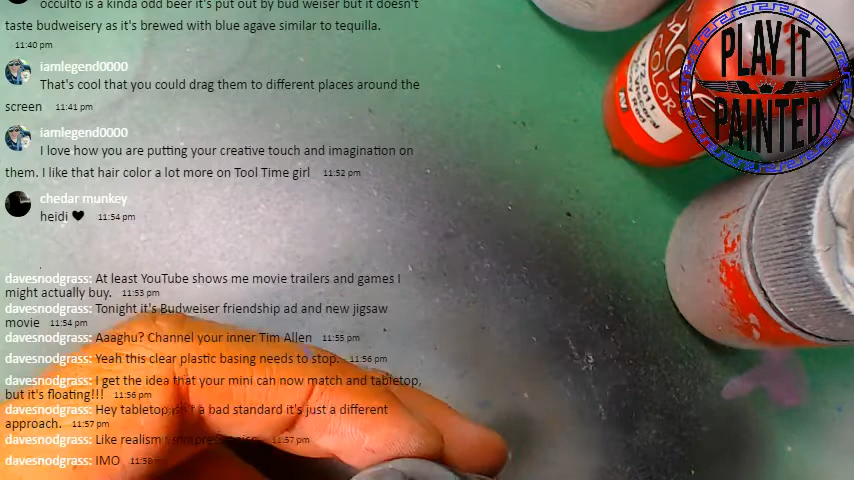 occulto is a kinda odd beer it's put out by bud weiser but it doesn't
taste budweisery as it's brewed with blue agave similar to tequilla.
11:40 pm
iamlegend0000
That's cool that you could drag them to different places around the
screen 11:41 pm
iamlegend0000
I love how you are putting your creative touch and imagination on
them. I like that hair color a lot more on Tool Time girl 11:52 pm
chedar munkey
heidi 🖤 11:54 pm
davesnodgrass: At least YouTube shows me movie trailers and games I
might actually buy. 11:53 pm
davesnodgrass: Tonight it's Budweiser friendship ad and new jigsaw
movie 11:54 pm
davesnodgrass: Aaaghu? Channel your inner Tim Allen 11:55 pm
davesnodgrass: Yeah this clear plastic basing needs to stop. 11:56 pm
davesnodgrass: I get the idea that your mini can now match and tabletop,
but it's floating!!! 11:56 pm
davesnodgrass: Hey tabletop a bad standard it's just a different
approach. 11:57 pm
davesnodgrass: Like realism 11:57 pm
davesnodgrass: IMO 11:58
PLAY IT
PAINTED
COLOR
72.011